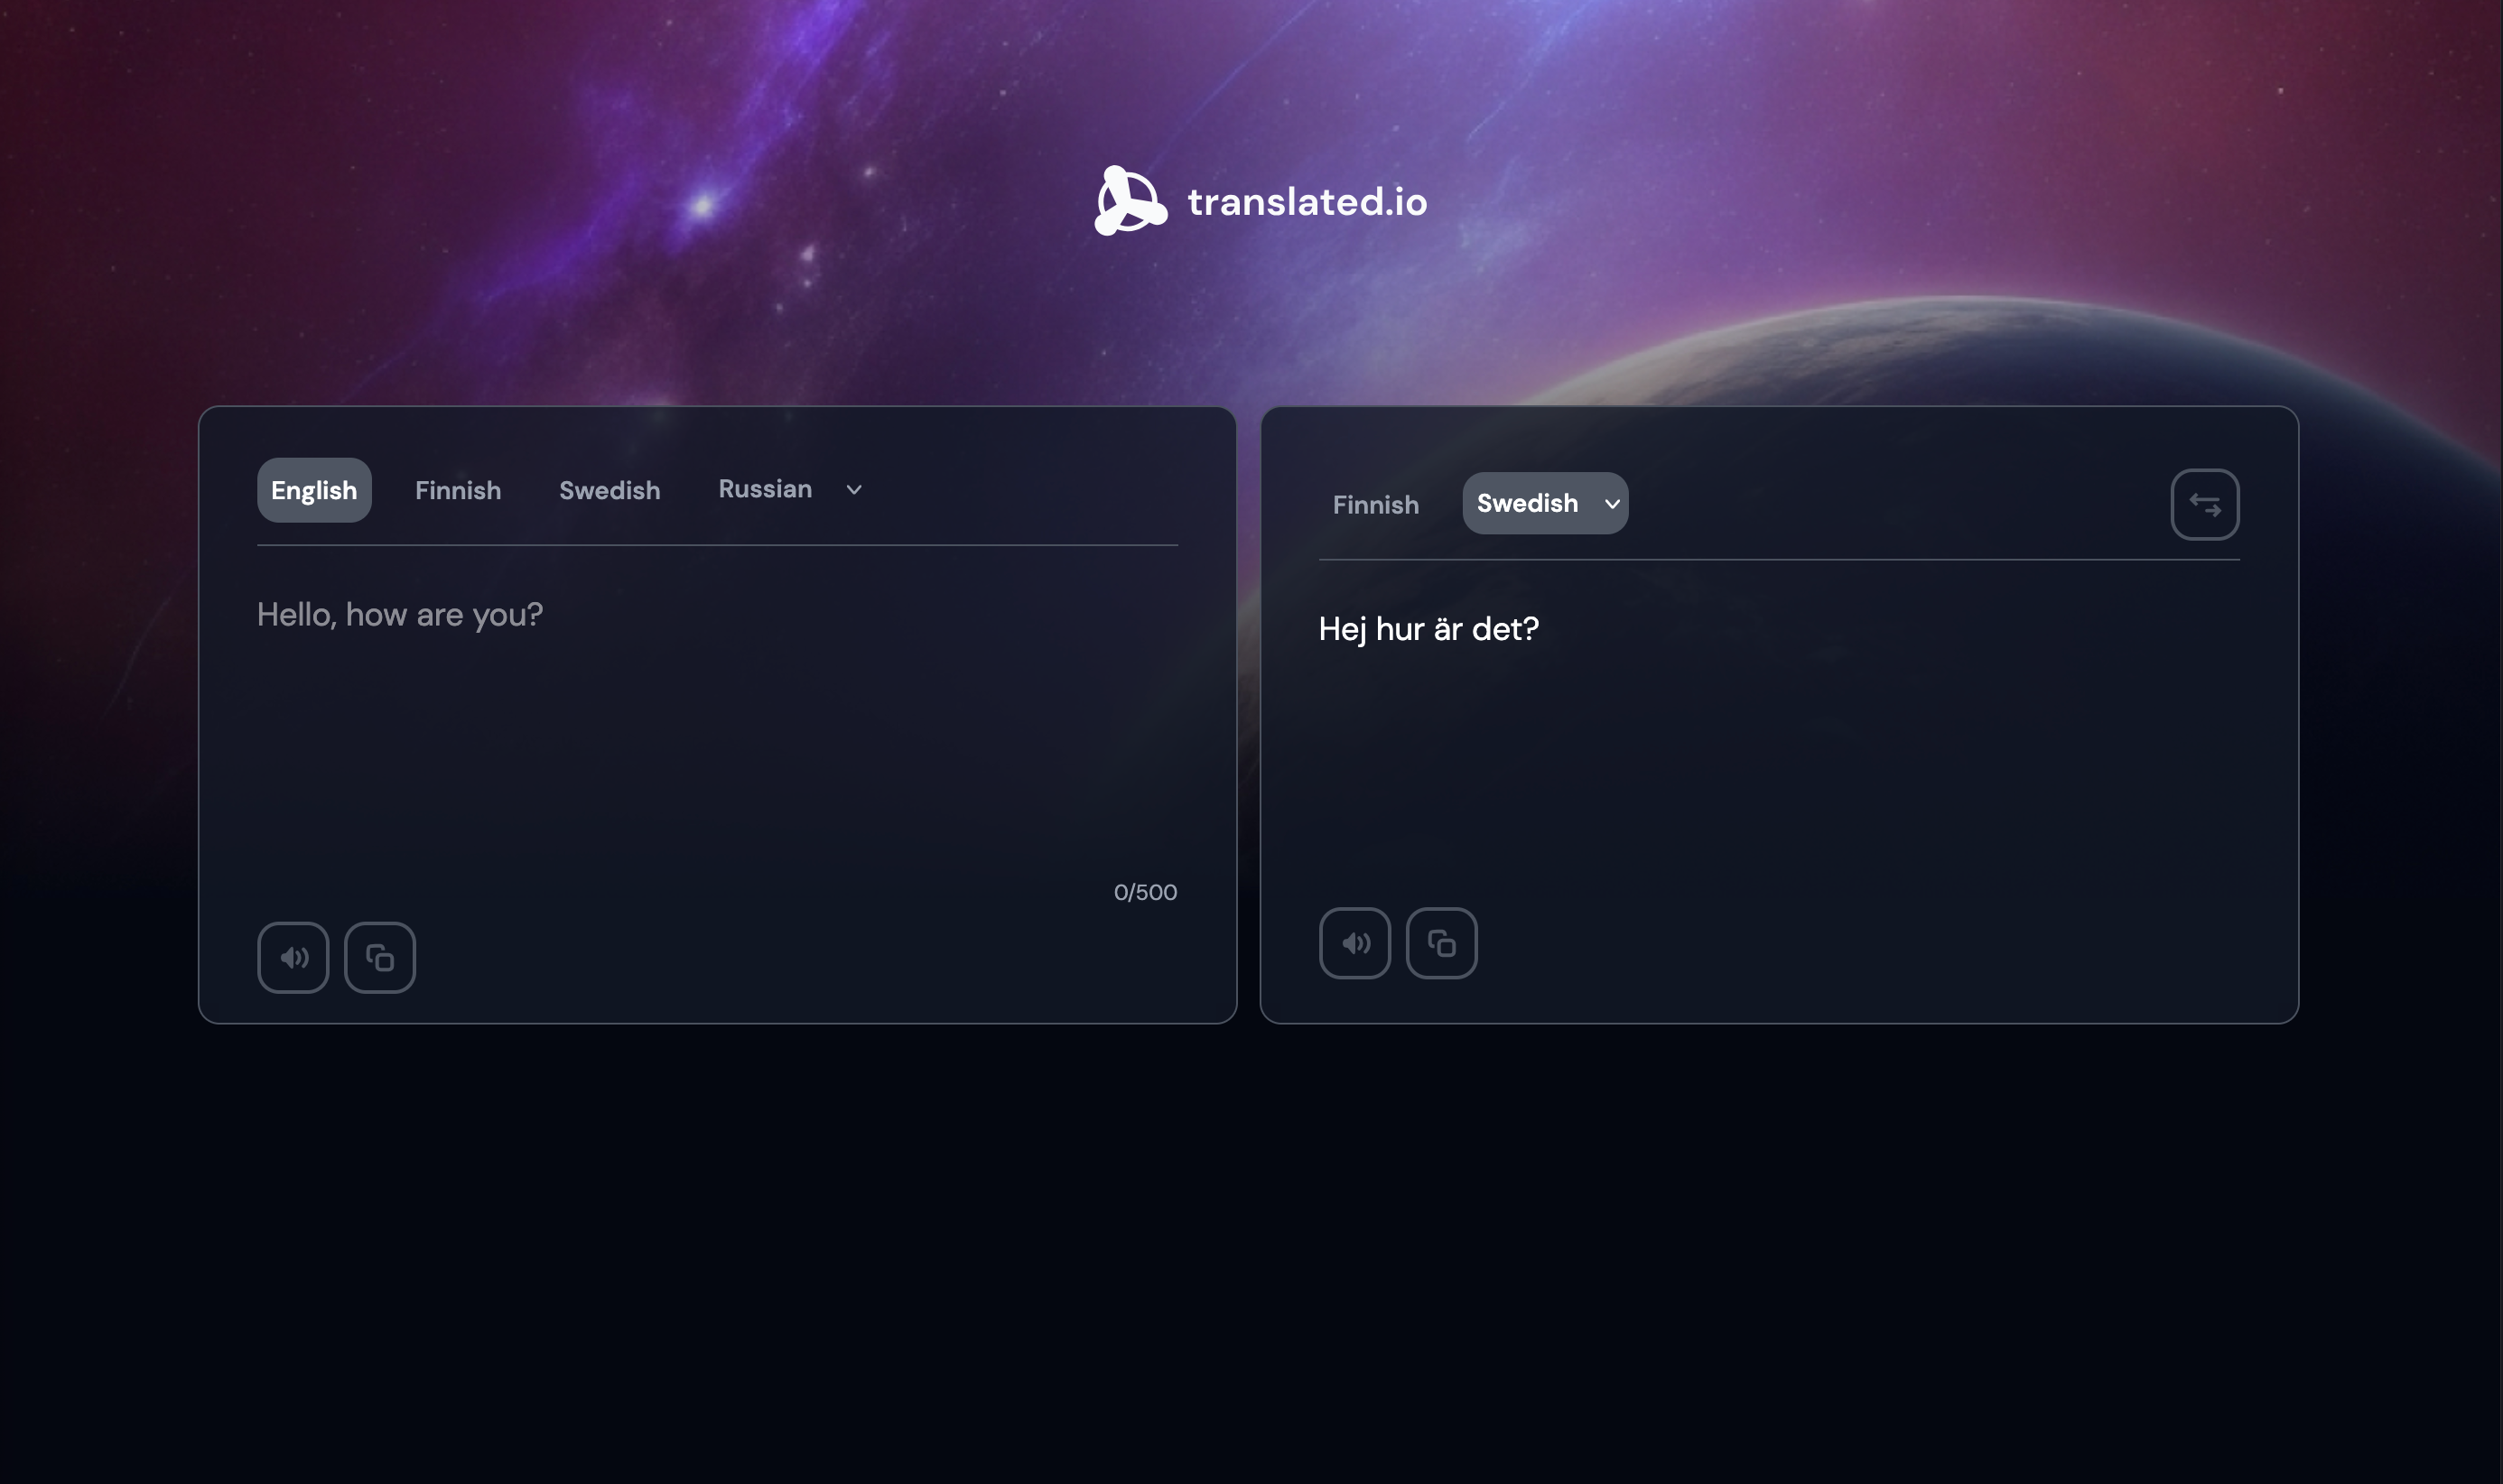 translated.io
English Finnish Swedish Russian
Hello, how are you?
0/500
Finnish Swedish
Hej hur är det?